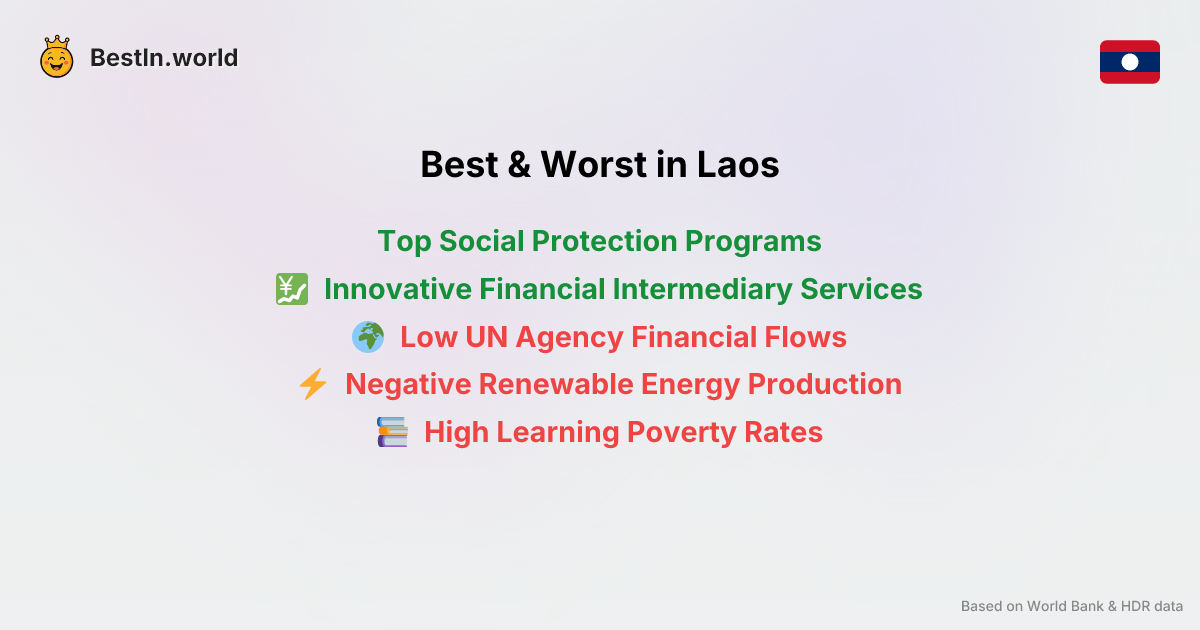 BestIn.world
Best & Worst in Laos
Top Social Protection Programs
💹 Innovative Financial Intermediary Services
🌍 Low UN Agency Financial Flows
⚡ Negative Renewable Energy Production
📚 High Learning Poverty Rates
Based on World Bank & HDR data